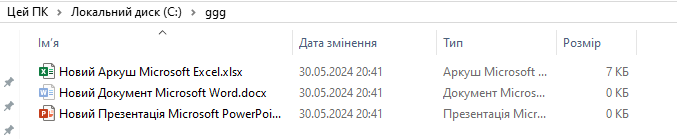 Цей ПК > Локальний диск (C:) > ggg
Ім’я Дата змінення Тип Розмір
Новий Аркуш Microsoft Excel.xlsx 30.05.2024 20:41 Аркуш Microsoft ... 7 КБ
Новий Документ Microsoft Word.docx 30.05.2024 20:41 Документ Micros... 0 КБ
Новий Презентація Microsoft PowerPoi... 30.05.2024 20:41 Презентація Micr... 0 КБ